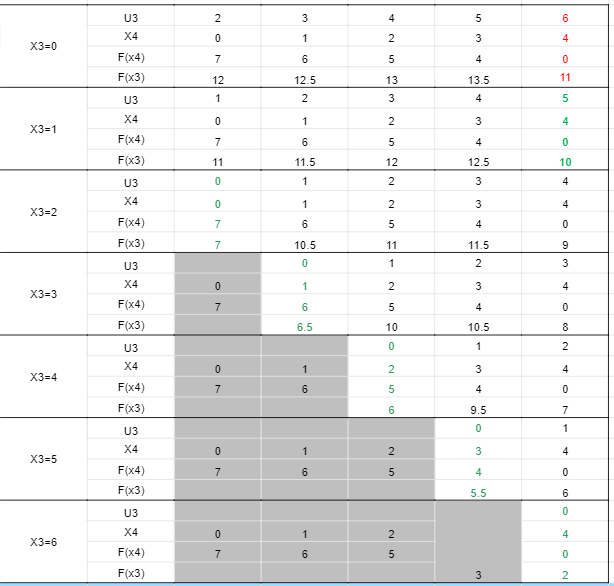 U3 2 3 4 5 6
X4 0 1 2 3 4
X3=0
F(x4) 7 6 5 4 0
F(x3) 12 12.5 13 13.5 11
U3 1 2 3 4 5
X4 0 1 2 3 4
X3=1
F(x4) 7 6 5 4 0
F(x3) 11 11.5 12 12.5 10
U3 0 1 2 3 4
X4 0 1 2 3 4
X3=2
F(x4) 7 6 5 4 0
F(x3) 7 10.5 11 11.5 9
U3 0 1 2 3
X4 0 1 2 3 4
X3=3
F(x4) 7 6 5 4 0
F(x3) 6.5 10 10.5 8
U3 0 1 2
X4 0 1 2 3 4
X3=4
F(x4) 7 6 5 4 0
F(x3) 6 9.5 7
U3 0 1
X4 0 1 2 3 4
X3=5
F(x4) 7 6 5 4 0
F(x3) 5.5 6
U3 0
X4 0 1 2 4
X3=6
F(x4) 7 6 5 0
F(x3) 3 2